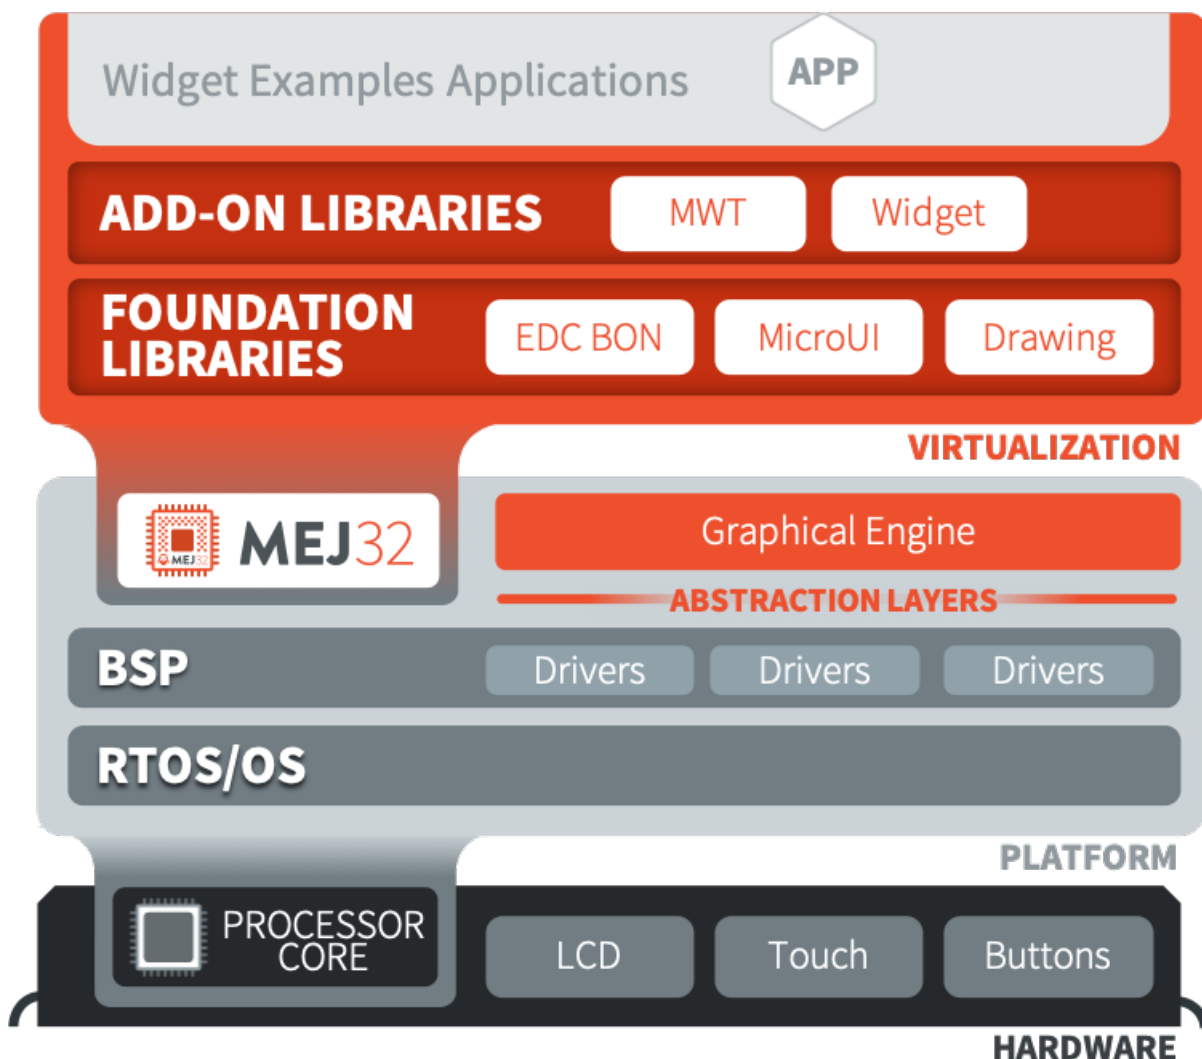 Widget Examples Applications
APP
ADD-ON LIBRARIES
MWT
Widget
FOUNDATION
LIBRARIES
EDC BON
MicroUI
Drawing
VIRTUALIZATION
MEJ32
MEJ32
Graphical Engine
ABSTRACTION LAYERS
BSP
Drivers
Drivers
Drivers
RTOS/OS
PLATFORM
PROCESSOR
CORE
LCD
Touch
Buttons
HARDWARE